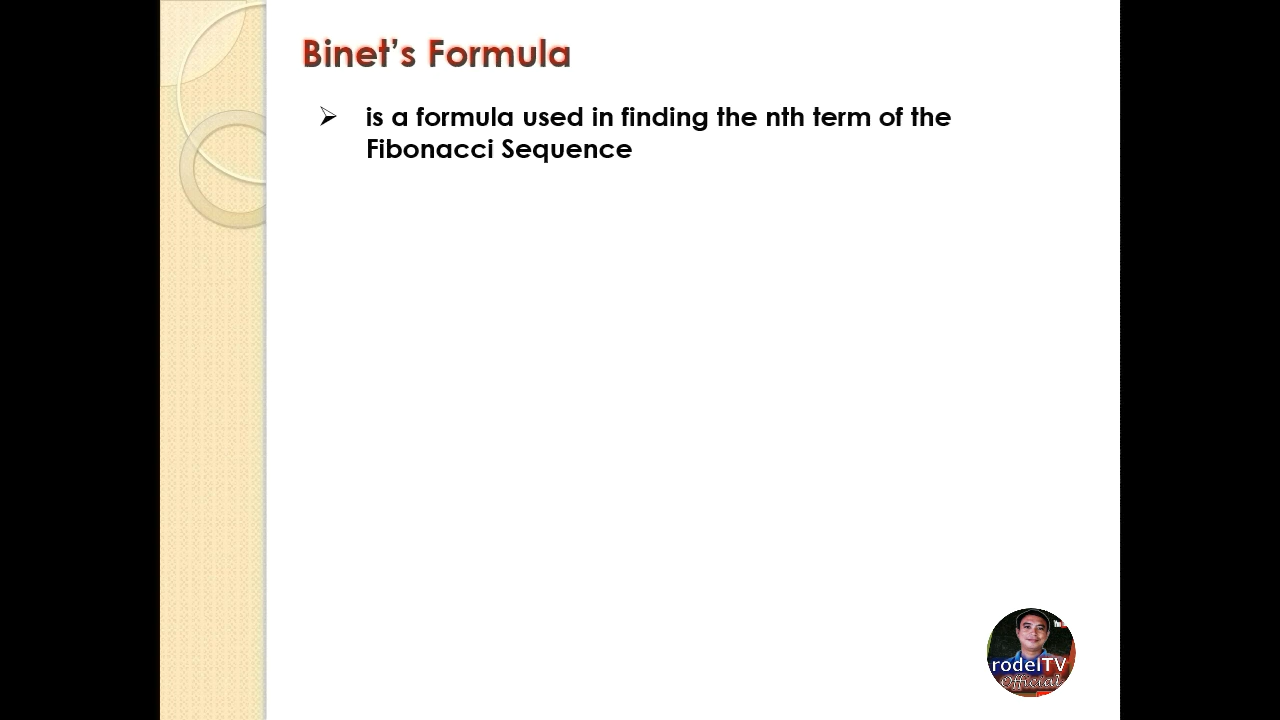 Binet’s Formula
➢ is a formula used in finding the nth term of the
Fibonacci Sequence
rodelTV
Official